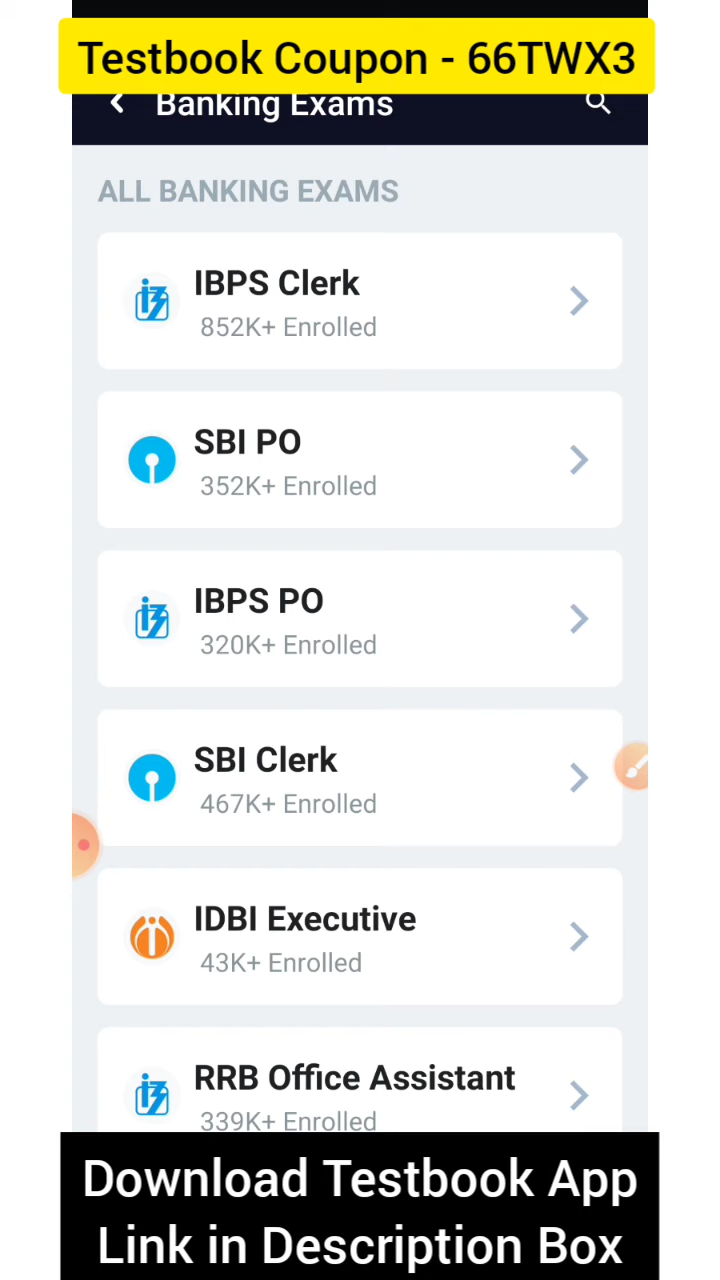 Testbook Coupon - 66TWX3
Banking Exams
ALL BANKING EXAMS
IBPS Clerk
852K+ Enrolled
SBI PO
352K+ Enrolled
IBPS PO
320K+ Enrolled
SBI Clerk
467K+ Enrolled
IDBI Executive
43K+ Enrolled
RRB Office Assistant
339K+ Enrolled
Download Testbook App
Link in Description Box